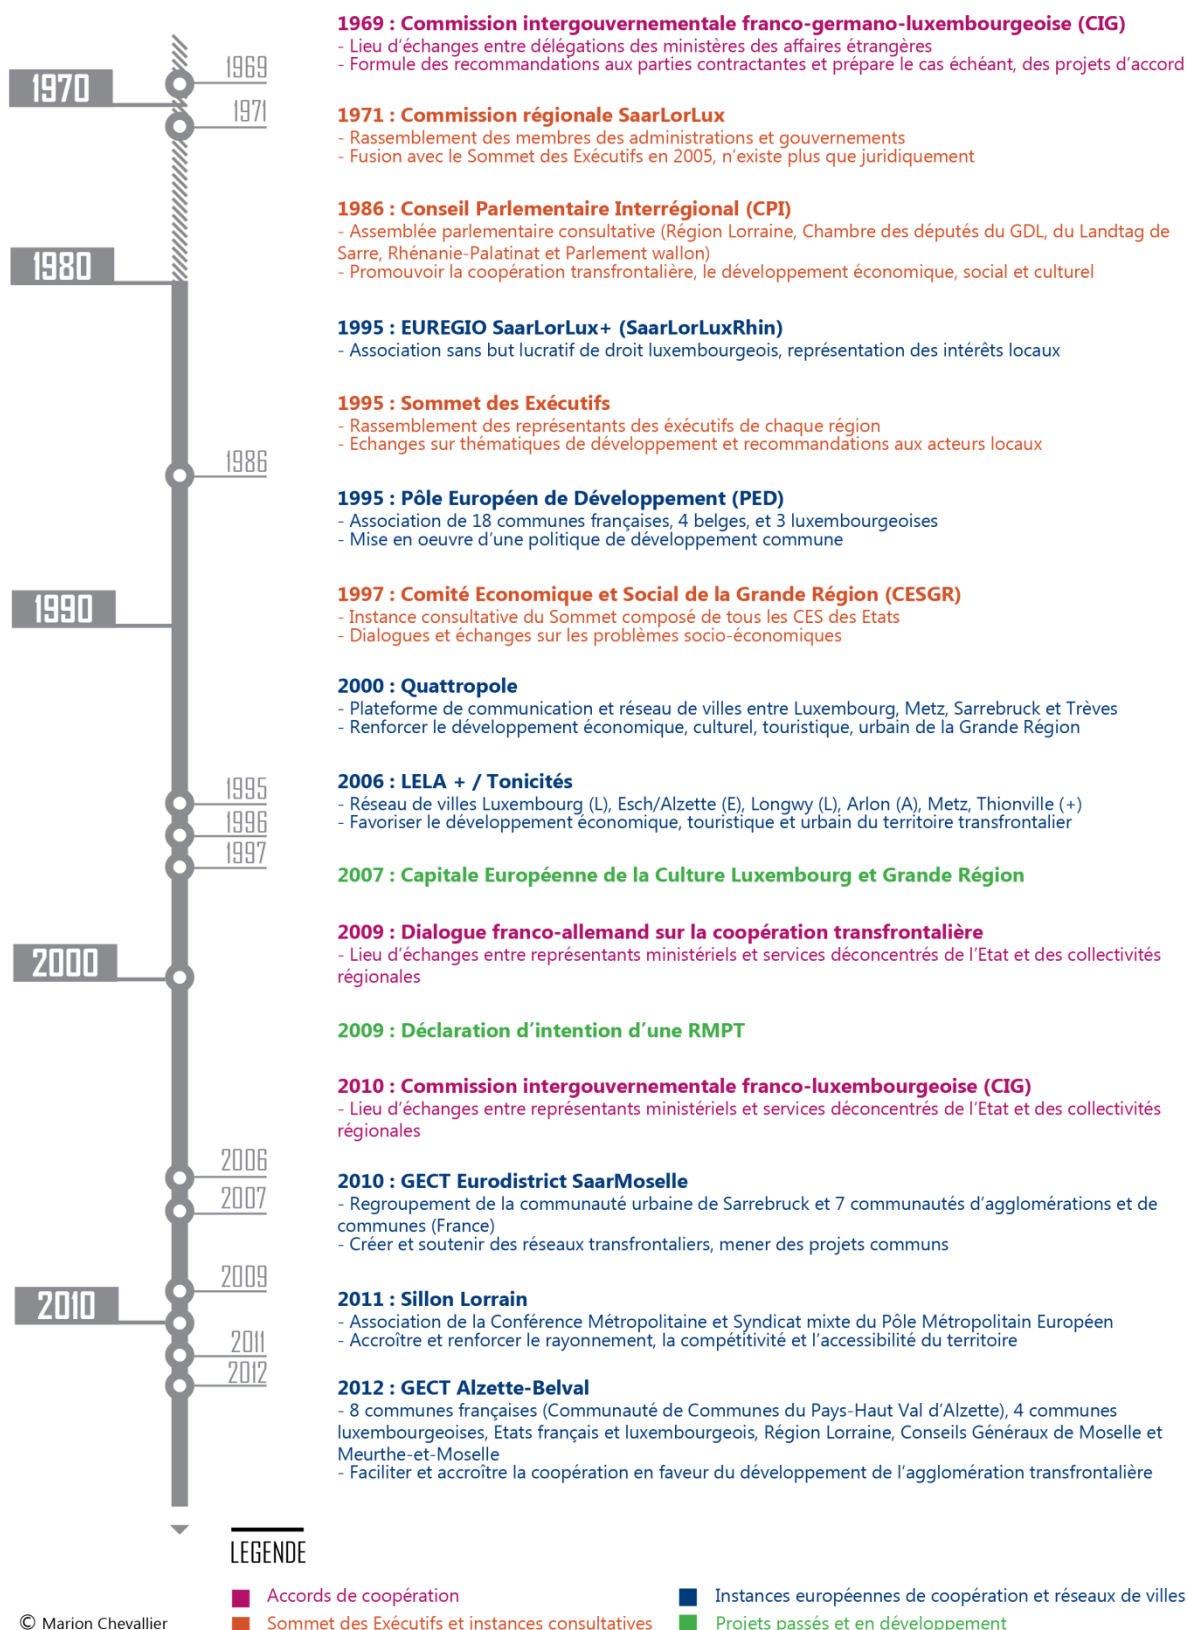 1969 : Commission intergouvernementale franco-germano-luxembourgeoise (CIG)
- Lieu d'échanges entre délégations des ministères des affaires étrangères
- Formule des recommandations aux parties contractantes et prépare le cas échéant, des projets d'accord
1969
1970
1971
1971 : Commission régionale SaarLorLux
- Rassemblement des membres des administrations et gouvernements
- Fusion avec le Sommet des Exécutifs en 2005, n'existe plus que juridiquement
1986 : Conseil Parlementaire Interrégional (CPI)
- Assemblée parlementaire consultative (Région Lorraine, Chambre des députés du GDL, du Landtag de
Sarre, Rhénanie-Palatinat et Parlement wallon)
- Promouvoir la coopération transfrontalière, le développement économique, social et culturel
1980
1995 : EUREGIO SaarLorLux+ (SaarLorLuxRhin)
- Association sans but lucratif de droit luxembourgeois, représentation des intérêts locaux
1995 : Sommet des Exécutifs
- Rassemblement des représentants des éxécutifs de chaque région
- Echanges sur thématiques de développement et recommandations aux acteurs locaux
1986
1995 : Pôle Européen de Développement (PED)
- Association de 18 communes françaises, 4 belges, et 3 luxembourgeoises
- Mise en oeuvre d'une politique de développement commune
1990
1997 : Comité Economique et Social de la Grande Région (CESGR)
- Instance consultative du Sommet composé de tous les CES des Etats
- Dialogues et échanges sur les problèmes socio-économiques
2000 : Quattropole
- Plateforme de communication et réseau de villes entre Luxembourg, Metz, Sarrebruck et Trèves
- Renforcer le développement économique, culturel, touristique, urbain de la Grande Région
2006 : LELA + / Tonicités
- Réseau de villes Luxembourg (L), Esch/Alzette (E), Longwy (L), Arlon (A), Metz, Thionville (+)
- Favoriser le développement économique, touristique et urbain du territoire transfrontalier
1995
1996
1997
2007 : Capitale Européenne de la Culture Luxembourg et Grande Région
2009 : Dialogue franco-allemand sur la coopération transfrontalière
- Lieu d'échanges entre représentants ministériels et services déconcentrés de l'Etat et des collectivités
régionales
2000
2009 : Déclaration d'intention d'une RMPT
2010 : Commission intergouvernementale franco-luxembourgeoise (CIG)
- Lieu d'échanges entre représentants ministériels et services déconcentrés de l'Etat et des collectivités
régionales
2006
2007
2010 : GECT Eurodistrict SaarMoselle
- Regroupement de la communauté urbaine de Sarrebruck et 7 communautés d'agglomérations et de
communes (France)
- Créer et soutenir des réseaux transfrontaliers, mener des projets communs
2009
2010
2011
2012
2011 : Sillon Lorrain
- Association de la Conférence Métropolitaine et Syndicat mixte du Pôle Métropolitain Européen
- Accroître et renforcer le rayonnement, la compétitivité et l'accessibilité du territoire
2012 : GECT Alzette-Belval
- 8 communes françaises (Communauté de Communes du Pays-Haut Val d'Alzette), 4 communes
luxembourgeoises, Etats français et luxembourgeois, Région Lorraine, Conseils Généraux de Moselle et
Meurthe-et-Moselle
- Faciliter et accroître la coopération en faveur du développement de l'agglomération transfrontalière
LEGENDE
Accords de coopération
Instances européennes de coopération et réseaux de villes
Sommet des Exécutifs et instances consultatives
Projets passés et en développement
© Marion Chevallier